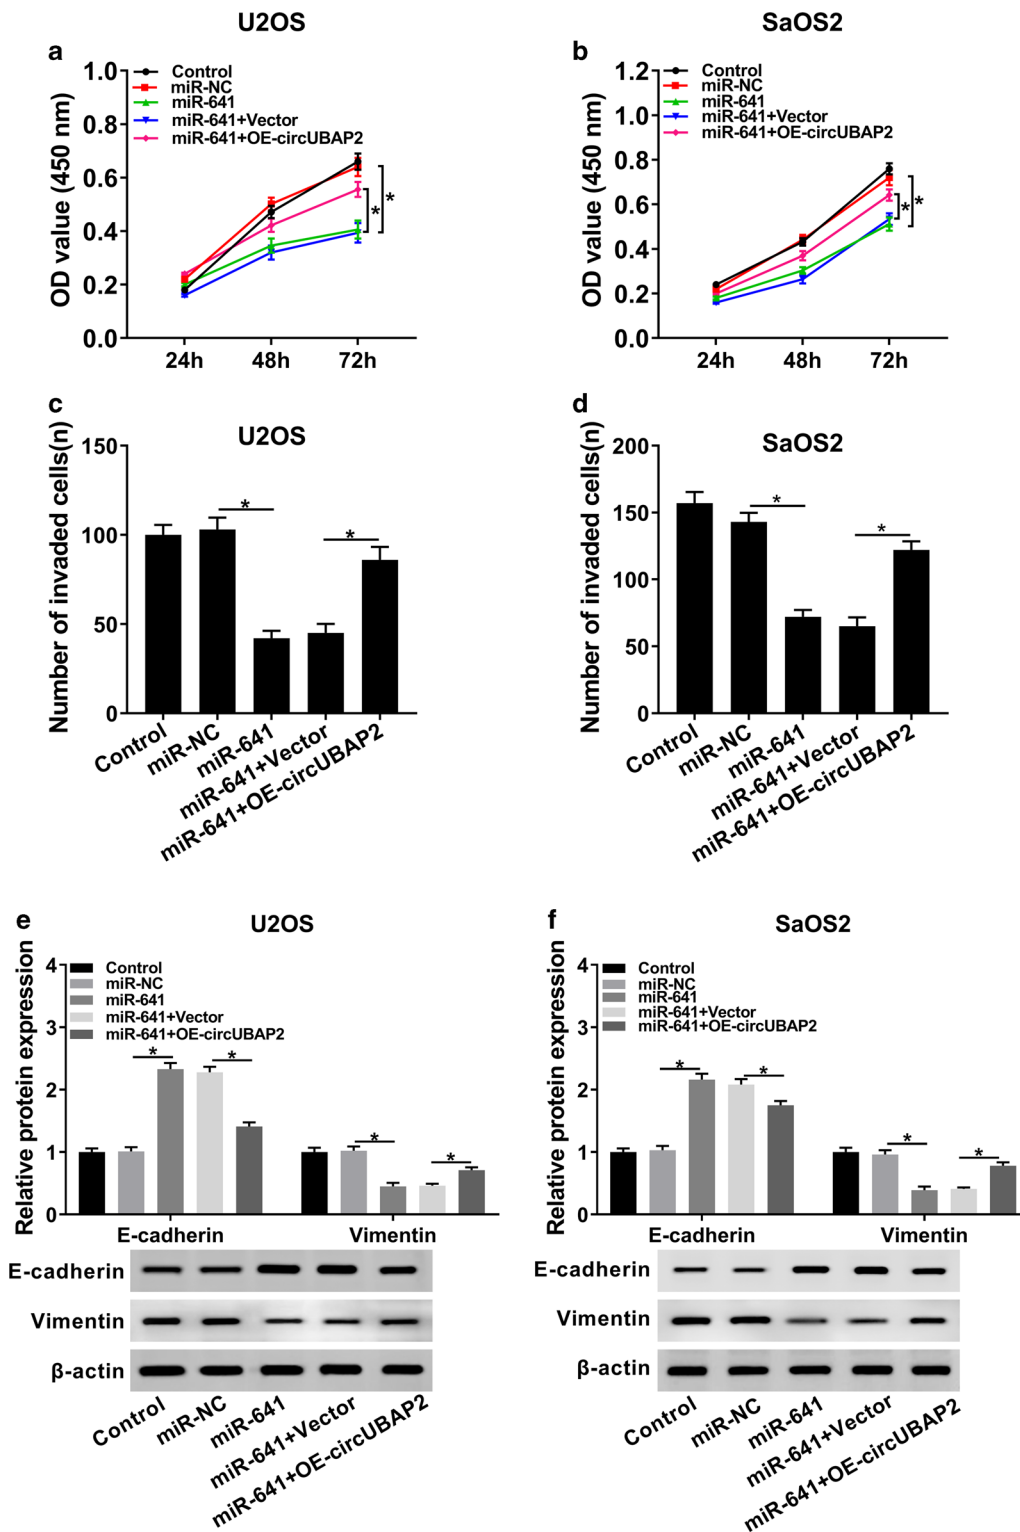 U2OS
SaOS2
a
b
OD value (450 nm)
1.0
0.8
0.6
0.4
0.2
0.0
24h
48h
72h
Control
miR-NC
miR-641
miR-641+Vector
miR-641+OE-circUBAP2
*
*
OD value (450 nm)
1.2
1.0
0.8
0.6
0.4
0.2
0.0
24h
48h
72h
Control
miR-NC
miR-641
miR-641+Vector
miR-641+OE-circUBAP2
*
*
c
U2OS
Number of invaded cells(n)
150
100
50
0
*
*
Control
miR-NC
miR-641
miR-641+Vector
miR-641+OE-circUBAP2
d
SaOS2
Number of invaded cells(n)
200
150
100
50
0
*
*
Control
miR-NC
miR-641
miR-641+Vector
miR-641+OE-circUBAP2
e
U2OS
Relative protein expression
4
3
2
1
0
Control
miR-NC
miR-641
miR-641+Vector
miR-641+OE-circUBAP2
*
*
*
*
E-cadherin
Vimentin
E-cadherin
Vimentin
β-actin
Control
miR-NC
miR-641
miR-641+Vector
miR-641+OE-circUBAP2
f
SaOS2
Relative protein expression
4
3
2
1
0
Control
miR-NC
miR-641
miR-641+Vector
miR-641+OE-circUBAP2
*
*
*
*
E-cadherin
Vimentin
E-cadherin
Vimentin
β-actin
Control
miR-NC
miR-641
miR-641+Vector
miR-641+OE-circUBAP2